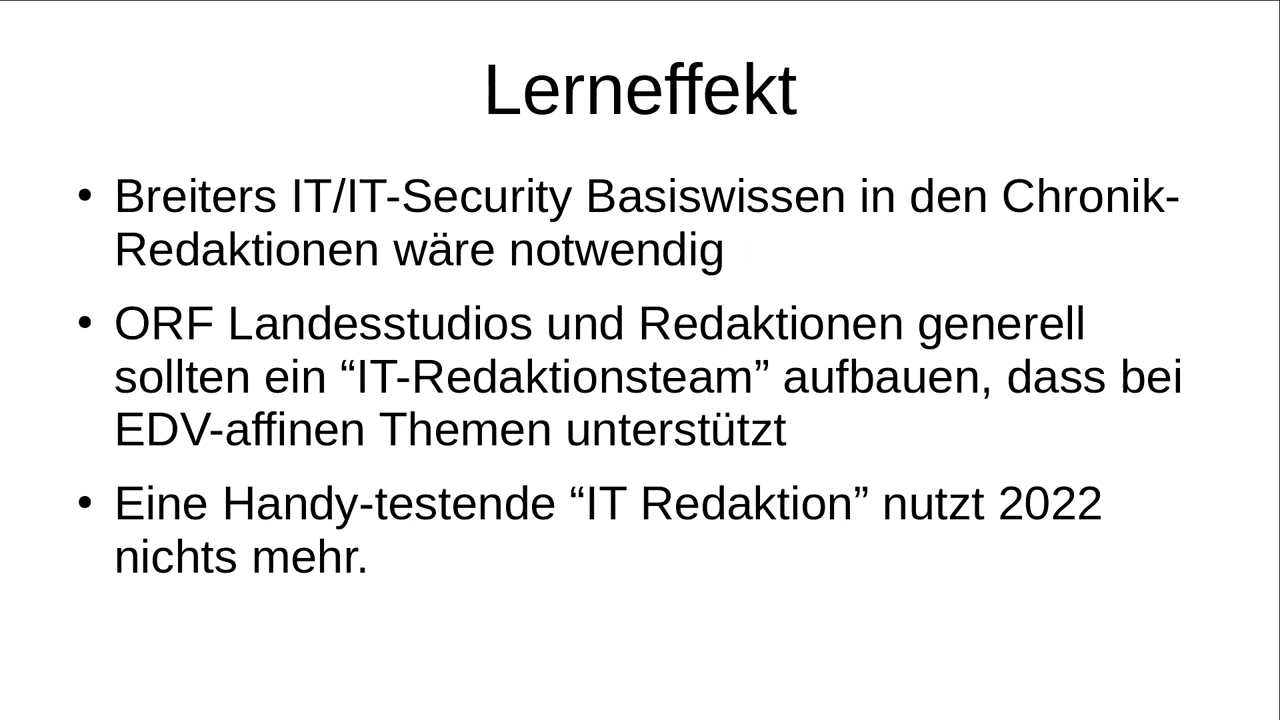 Lerneffekt
• Breiters IT/IT-Security Basiswissen in den Chronik-
Redaktionen wäre notwendig
• ORF Landesstudios und Redaktionen generell
sollten ein “IT-Redaktionsteam” aufbauen, dass bei
EDV-affinen Themen unterstützt
• Eine Handy-testende “IT Redaktion” nutzt 2022
nichts mehr.